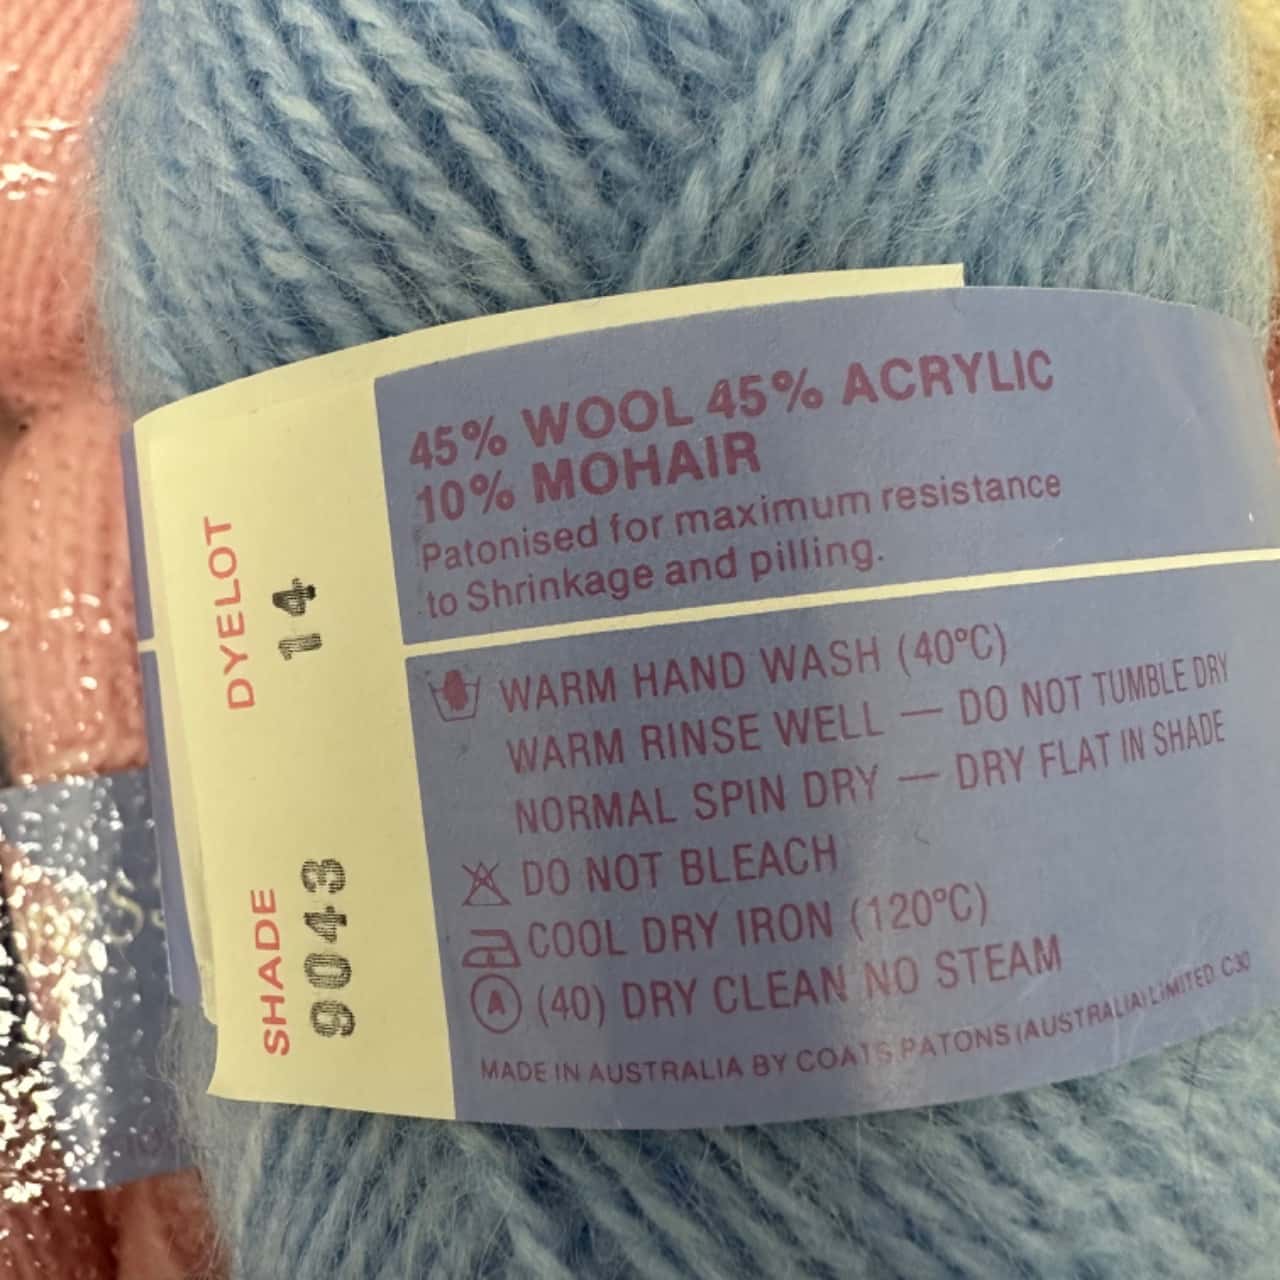 45% WOOL 45% ACRYLIC
10% MOHAIR
Patonised for maximum resistance
to Shrinkage and pilling.
WARM HAND WASH (40ºC)
WARM RINSE WELL — DO NOT TUMBLE DRY
NORMAL SPIN DRY — DRY FLAT IN SHADE
DO NOT BLEACH
COOL DRY IRON (120ºC)
A (40) DRY CLEAN NO STEAM
MADE IN AUSTRALIA BY COATS PATONS (AUSTRALIA) LIMITED C30
DYELOT
14
SHADE
9043